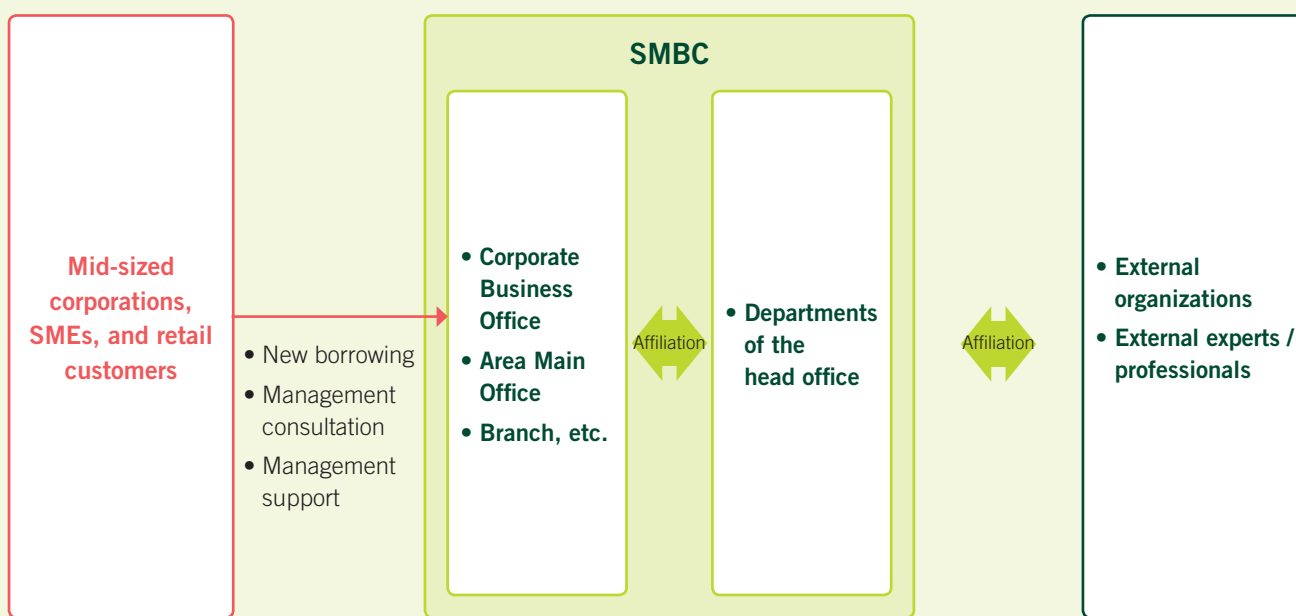 SMBC
Mid-sized
corporations,
SMEs, and retail
customers
• New borrowing
• Management
consultation
• Management
support
• Corporate
Business
Office
• Area Main
Office
• Branch, etc.
Affiliation
• Departments
of the
head office
Affiliation
• External
organizations
• External experts /
professionals